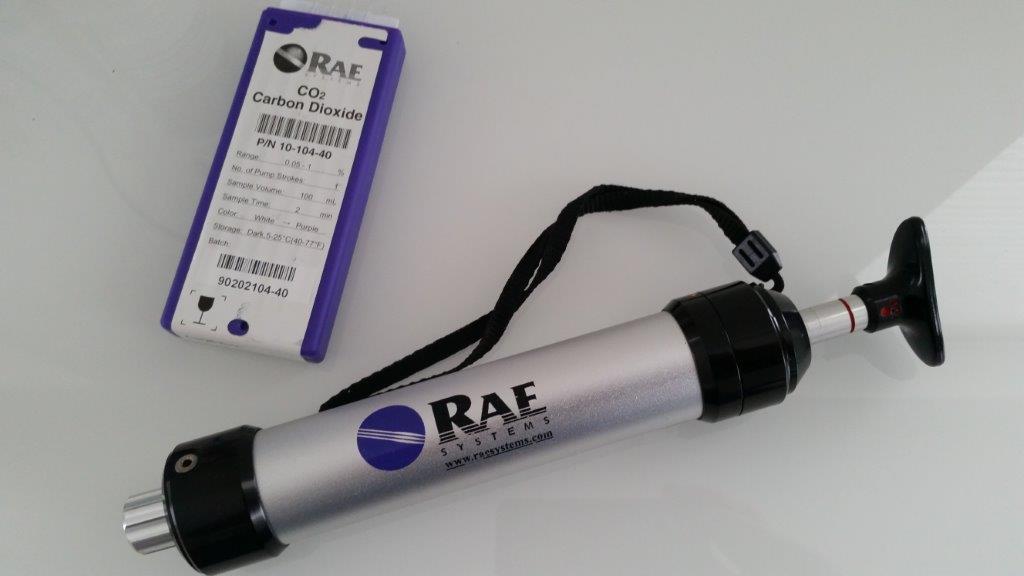 RAE
SYSTEMS
CO2
Carbon Dioxide
P/N 10-104-40
Range: 0.05 - 1 %
No. of Pump Strokes: 1
Sample Volume: 100 mL
Sample Time: 2 min
Color: White → Purple
Storage: Dark,5-25°C(40-77°F)
Batch:
90202104-40
RAE
SYSTEMS
www.raesystems.com